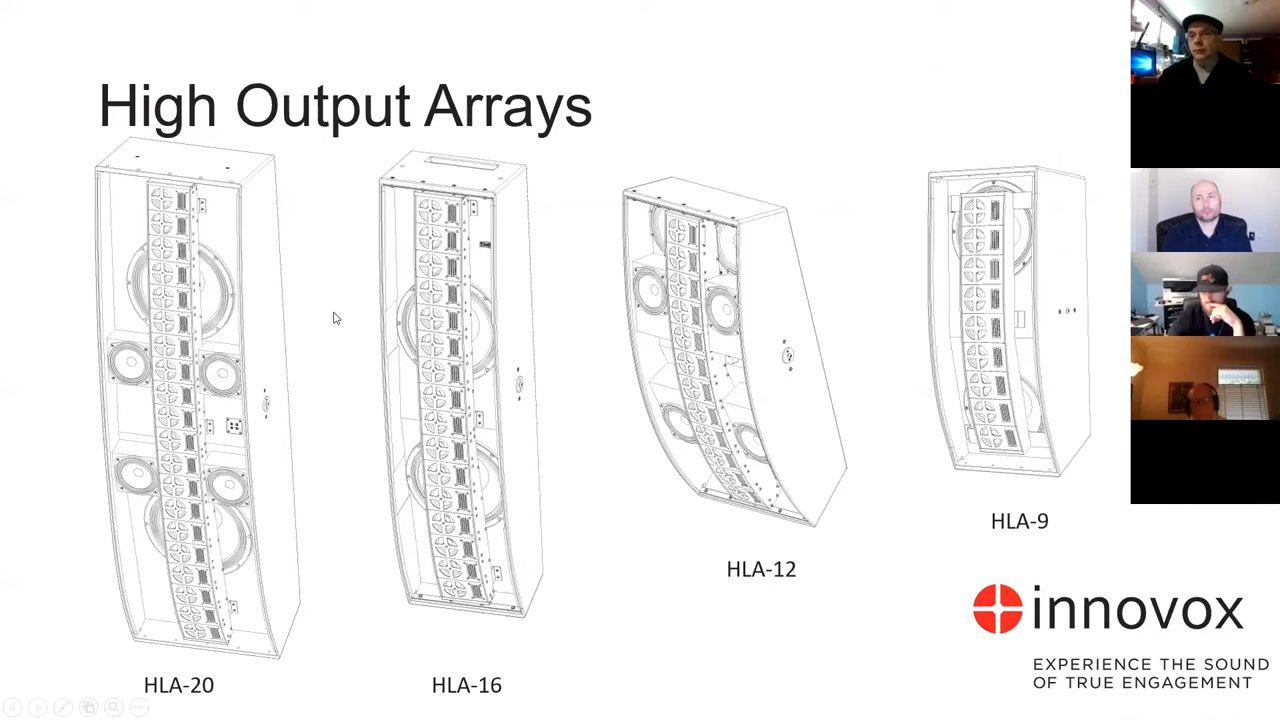 High Output Arrays
HLA-20
HLA-16
HLA-12
HLA-9
innovox
EXPERIENCE THE SOUND
OF TRUE ENGAGEMENT